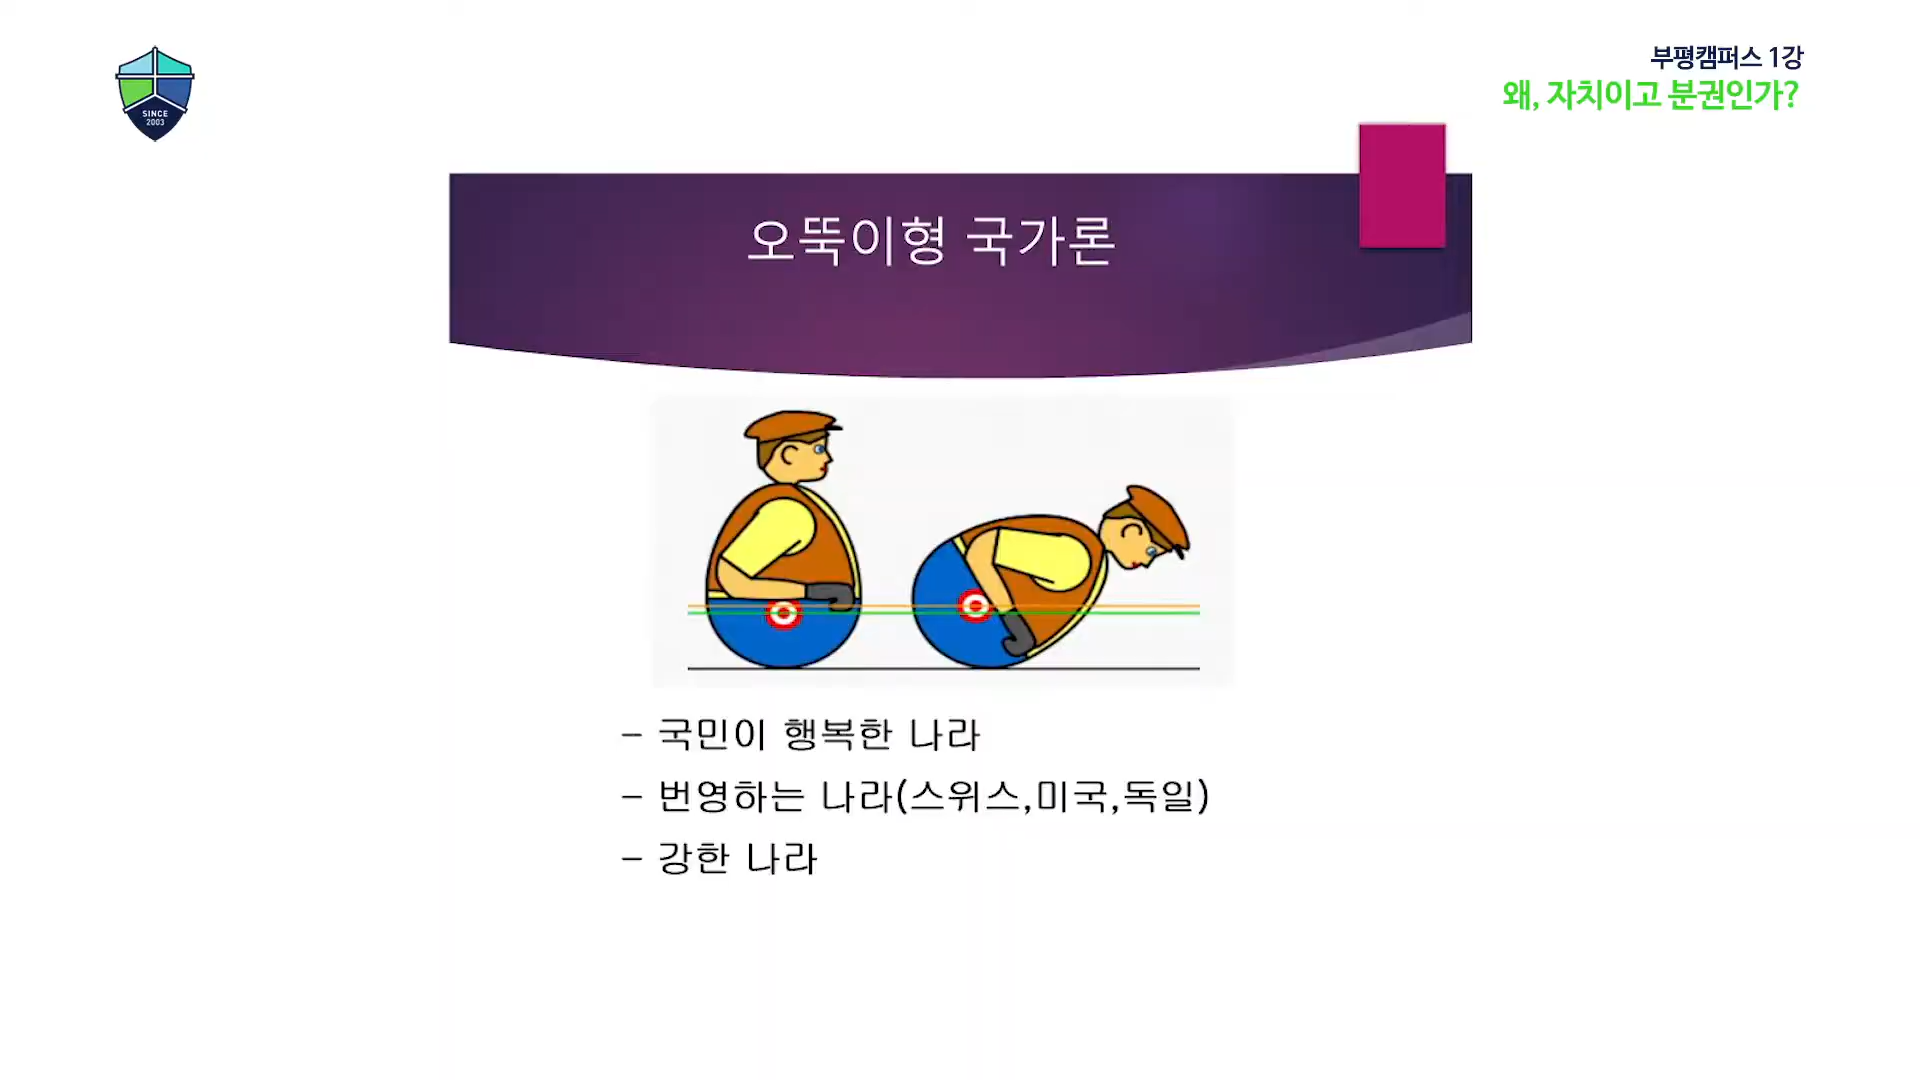 SINCE
2003
부평캠퍼스 1강
왜, 자치이고 분권인가?
오뚝이형 국가론
- 국민이 행복한 나라
- 번영하는 나라(스위스,미국,독일)
- 강한 나라